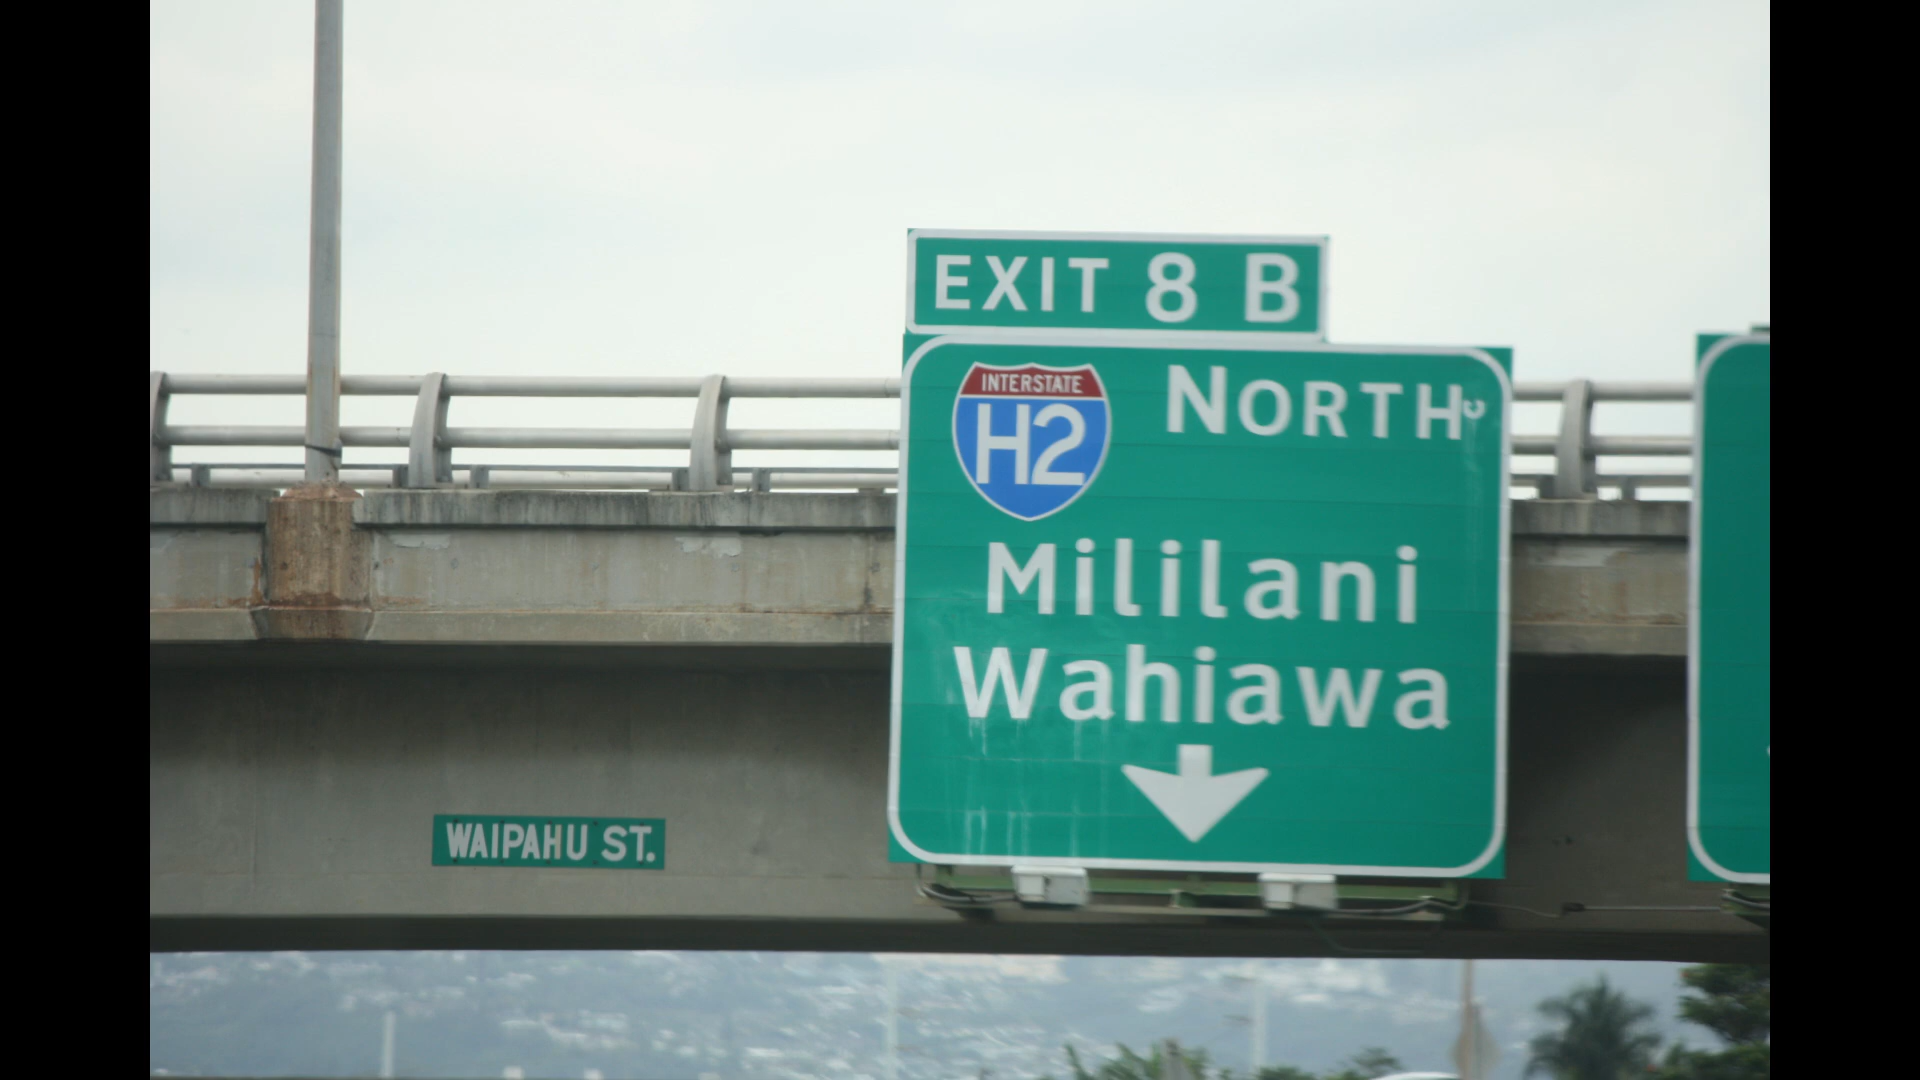 EXIT 8 B
INTERSTATE
H2
NORTH
Mililani
Wahiawa
WAIPAHU ST.